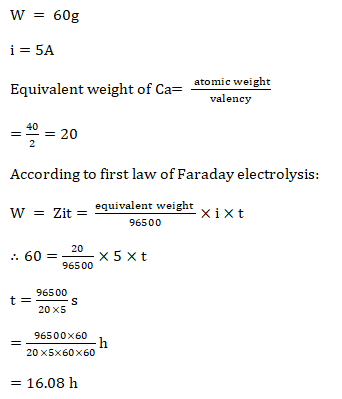 W = 60g
i = 5A
Equivalent weight of Ca= atomic weight/valency
= 40/2 = 20
According to first law of Faraday electrolysis:
W = Zit = equivalent weight/96500 × i × t
∴ 60 = 20/96500 × 5 × t
t = 96500/20×5 s
= 96500×60/20×5×60×60 h
= 16.08 h